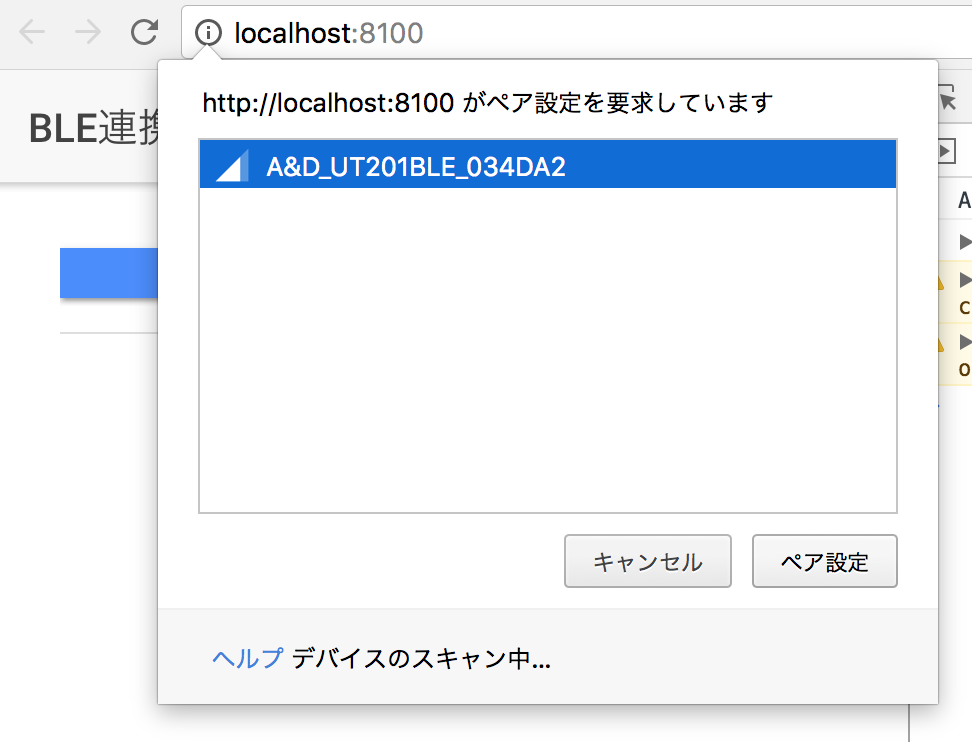 localhost:8100
http://localhost:8100 がペア設定を要求しています
BLE連携
A&D_UT201BLE_034DA2
A
c
o
キャンセル
ペア設定
ヘルプ デバイスのスキャン中...